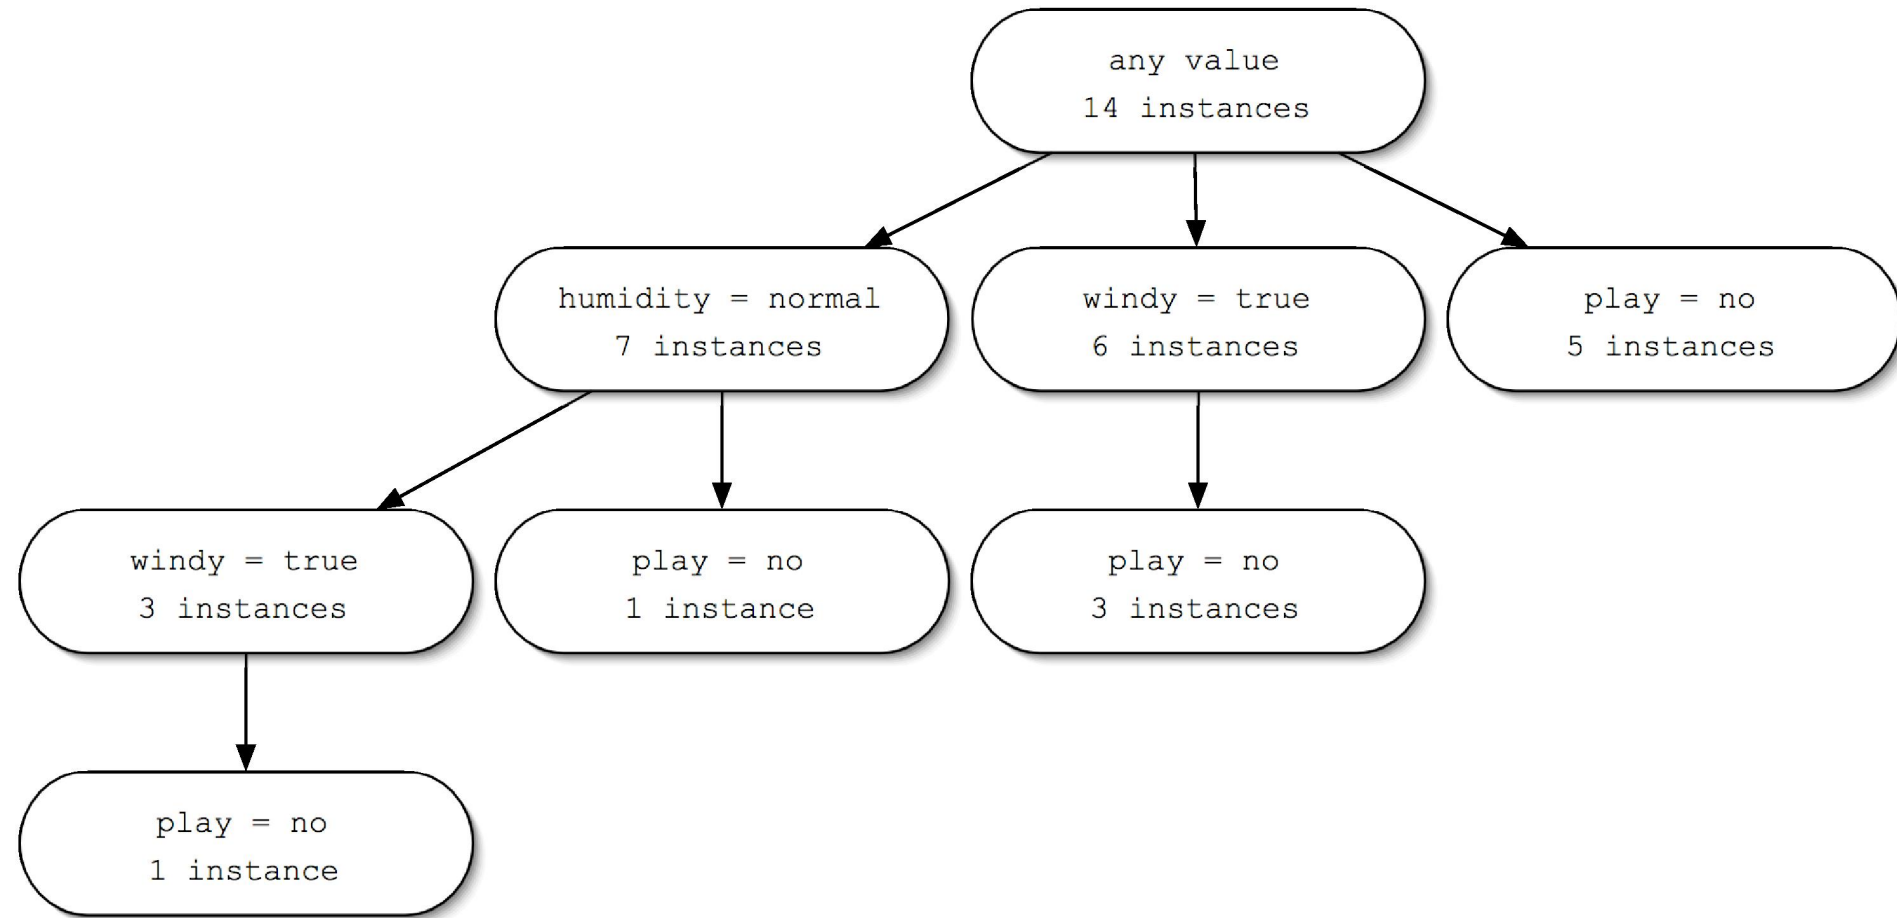 any value
14 instances
humidity = normal
7 instances
windy = true
6 instances
play = no
5 instances
windy = true
3 instances
play = no
1 instance
play = no
3 instances
play = no
1 instance